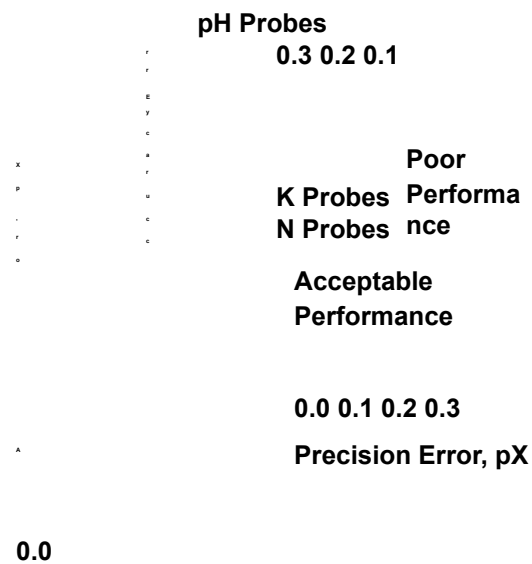 pH Probes
0.3 0.2 0.1
r
r
E
y
c
a
r
u
c
c
x
p
,
r
o
Poor
K Probes Performa
N Probes nce
Acceptable
Performance
0.0 0.1 0.2 0.3
A
Precision Error, pX
0.0